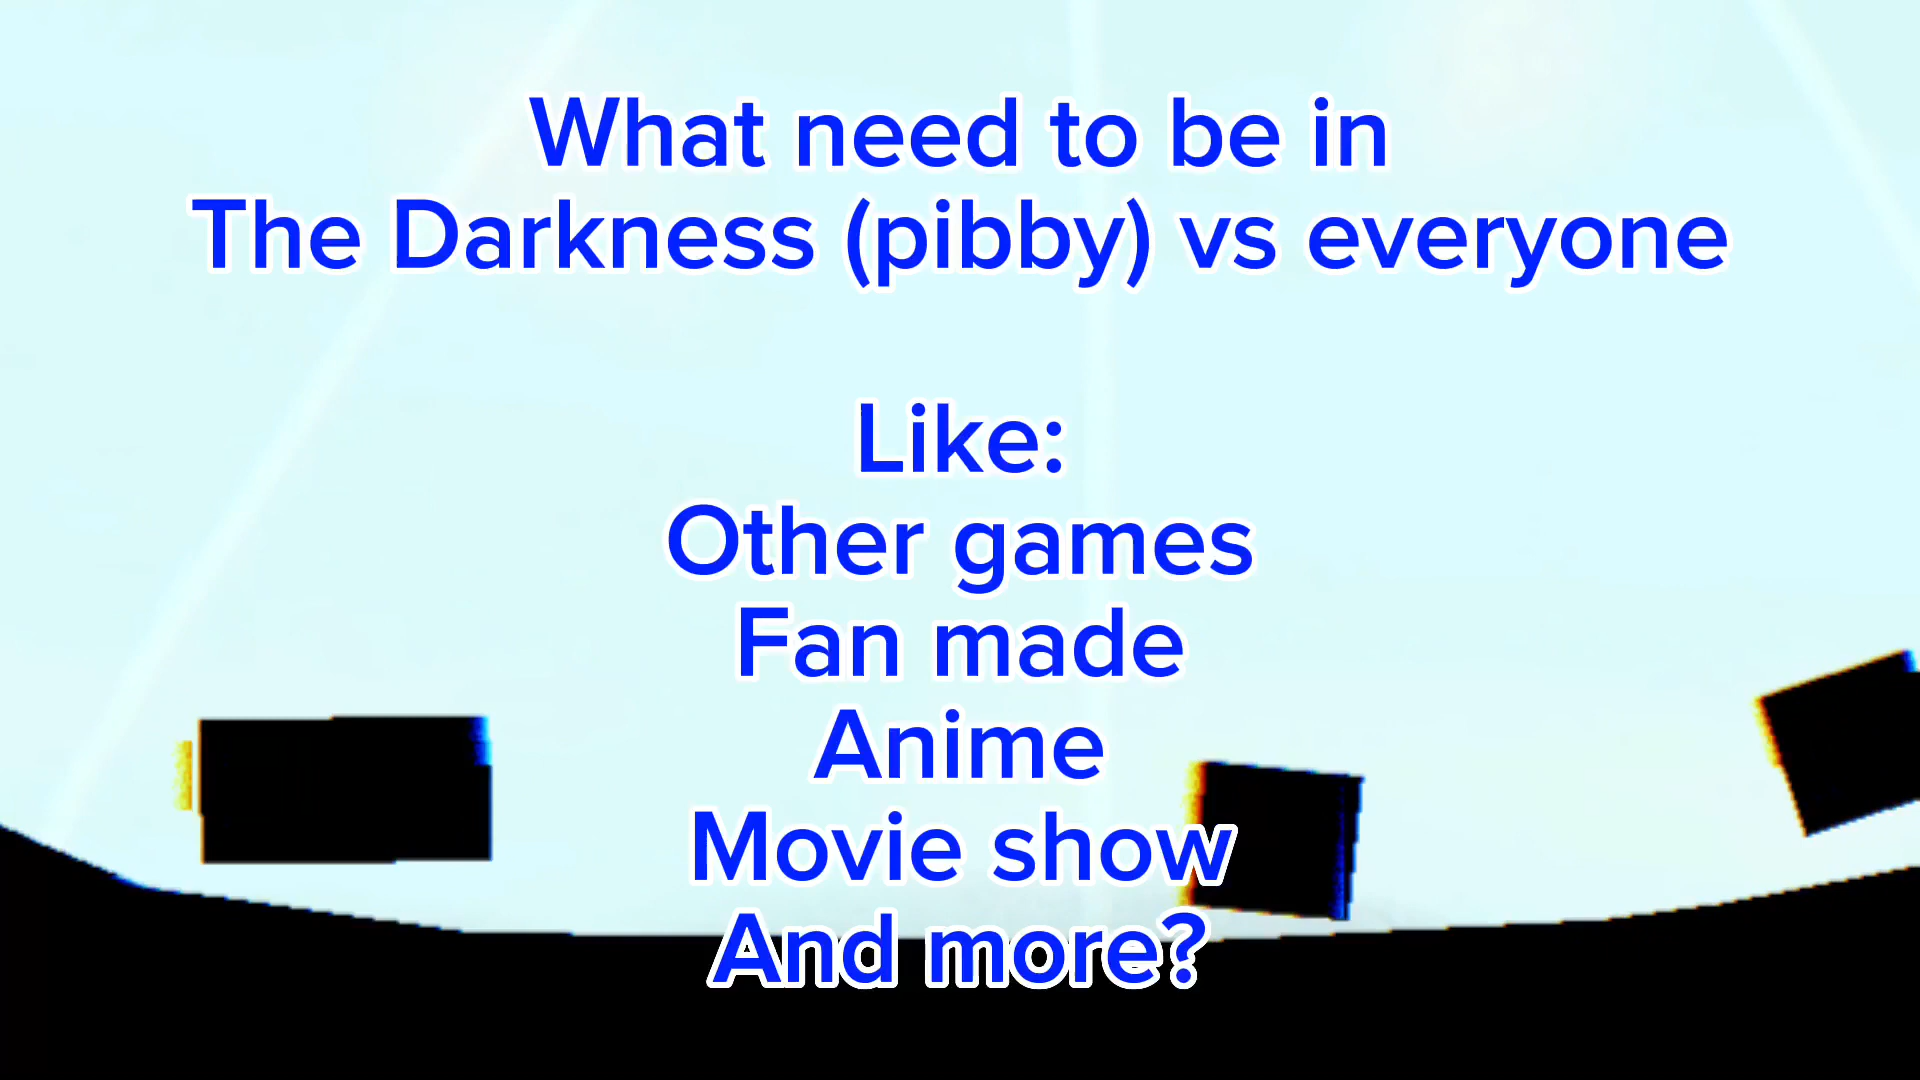 What need to be in
The Darkness (pibby) vs everyone
Like:
Other games
Fan made
Anime
Movie show
And more?